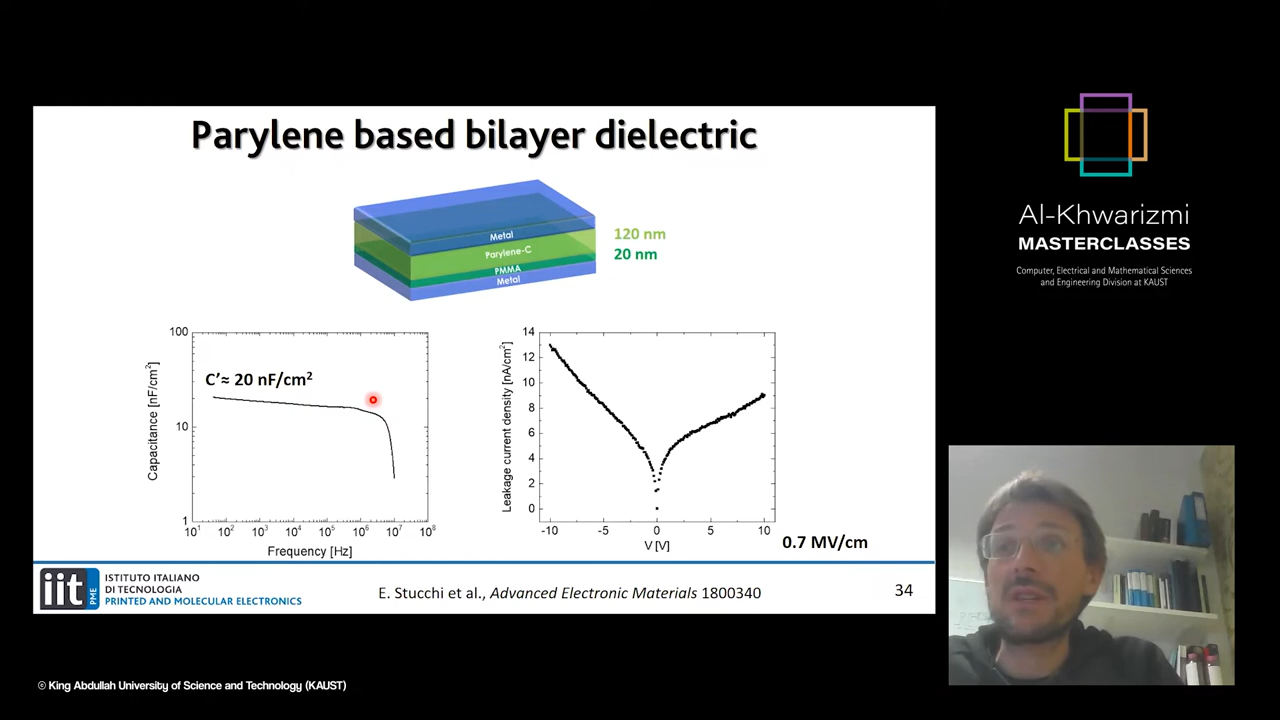 Parylene based bilayer dielectric
Metal
Parylene-C
PMMA
Metal
120 nm
20 nm
100
10
1
Capacitance [nF/cm²]
C'≈ 20 nF/cm²
10¹ 10² 10³ 10⁴ 10⁵ 10⁶ 10⁷ 10⁸
Frequency [Hz]
14
12
10
8
6
4
2
0
Leakage current density [nA/cm²]
-10 -5 0 5 10
V [V]
0.7 MV/cm
iit PME
ISTITUTO ITALIANO
DI TECNOLOGIA
PRINTED AND MOLECULAR ELECTRONICS
E. Stucchi et al., Advanced Electronic Materials 1800340
34
Al-Khwarizmi
MASTERCLASSES
Computer, Electrical and Mathematical Sciences
and Engineering Division at KAUST
© King Abdullah University of Science and Technology (KAUST)